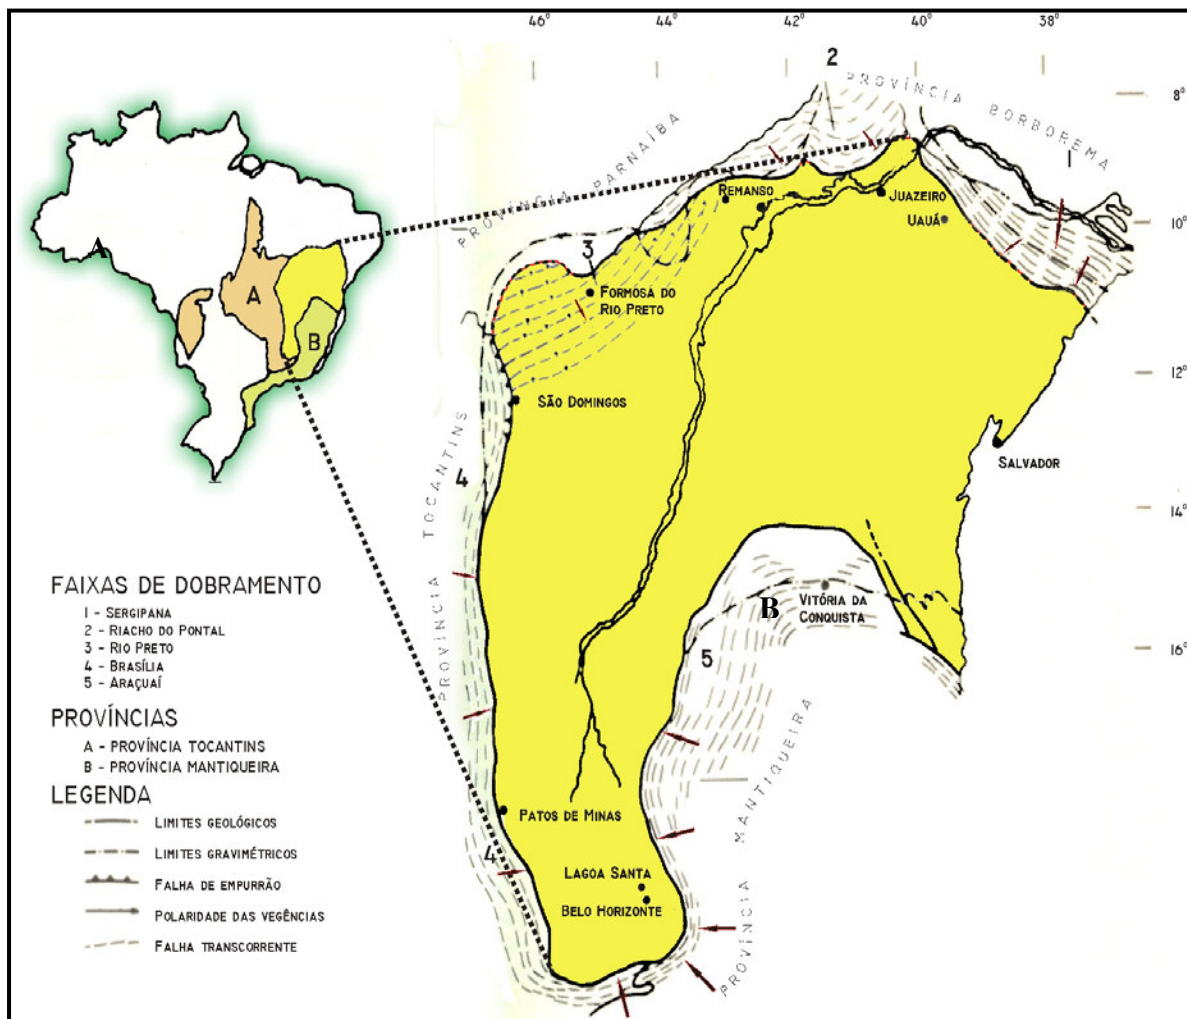 46° 44° 42° 40° 38°
2
PROVÍNCIA BORBOREMA
8°
PROVÍNCIA PARNAÍBA
1
REMANSO
JUAZEIRO
UAUÁ
10°
A
3
FORMOSA DO
RIO PRETO
A
B
12°
SÃO DOMINGOS
PROVÍNCIA TOCANTINS
4
SALVADOR
14°
FAIXAS DE DOBRAMENTO
1 - SERGIPANA
2 - RIACHO DO PONTAL
3 - RIO PRETO
4 - BRASÍLIA
5 - ARAÇUAÍ
B
VITÓRIA DA
CONQUISTA
5
16°
PROVÍNCIAS
A - PROVÍNCIA TOCANTINS
B - PROVÍNCIA MANTIQUEIRA
PROVÍNCIA MANTIQUEIRA
LEGENDA
LIMITES GEOLÓGICOS
LIMITES GRAVIMÉTRICOS
FALHA DE EMPURRÃO
POLARIDADE DAS VEGÊNCIAS
FALHA TRANSCORRENTE
PATOS DE MINAS
4
LAGOA SANTA
BELO HORIZONTE